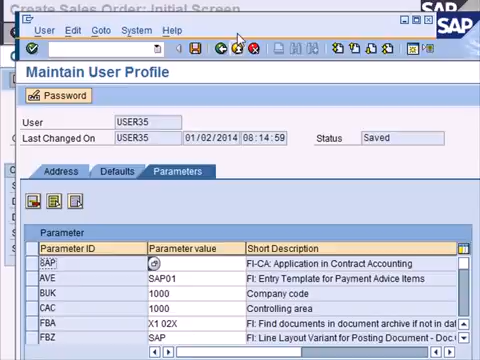 Create Sales Order: Initial Screen
SAP
User Edit Goto System Help
SAP
Maintain User Profile
Password
User USER35
Last Changed On USER35 01/02/2014 08:14:59 Status Saved
Address Defaults Parameters
Parameter
Parameter ID Parameter value Short Description
8AP FI-CA: Application in Contract Accounting
AVE SAP01 FI: Entry Template for Payment Advice Items
BUK 1000 Company code
CAC 1000 Controlling area
FBA X1 02X FI: Find documents in document archive if not in dat
FBZ SAP FI: Line Layout Variant for Posting Document - Doc.